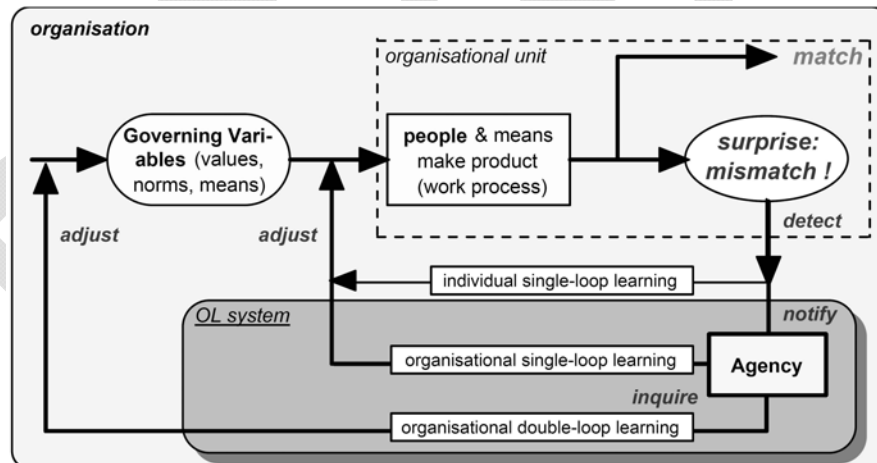 organisation
organisational unit
match
Governing Vari-
ables (values,
norms, means)
people & means
make product
(work process)
surprise:
mismatch !
adjust
adjust
detect
individual single-loop learning
OL system
notify
organisational single-loop learning
Agency
inquire
organisational double-loop learning